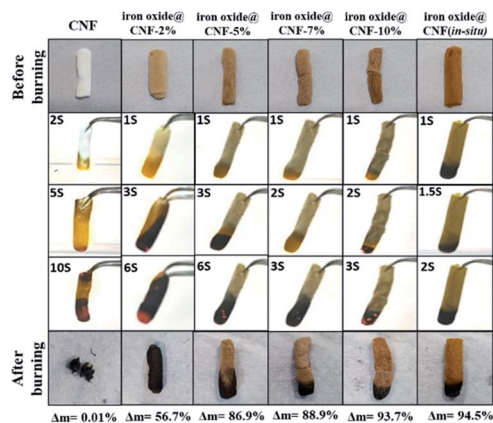 CNF
iron oxide@
CNF-2%
iron oxide@
CNF-5%
iron oxide@
CNF-7%
iron oxide@
CNF-10%
iron oxide@
CNF(in-situ)
Before
burning
2S
1S
1S
1S
1S
1S
5S
3S
3S
2S
2S
1.5S
10S
6S
6S
3S
3S
2S
After
burning
Δm= 0.01%
Δm= 56.7%
Δm= 86.9%
Δm= 88.9%
Δm= 93.7%
Δm= 94.5%